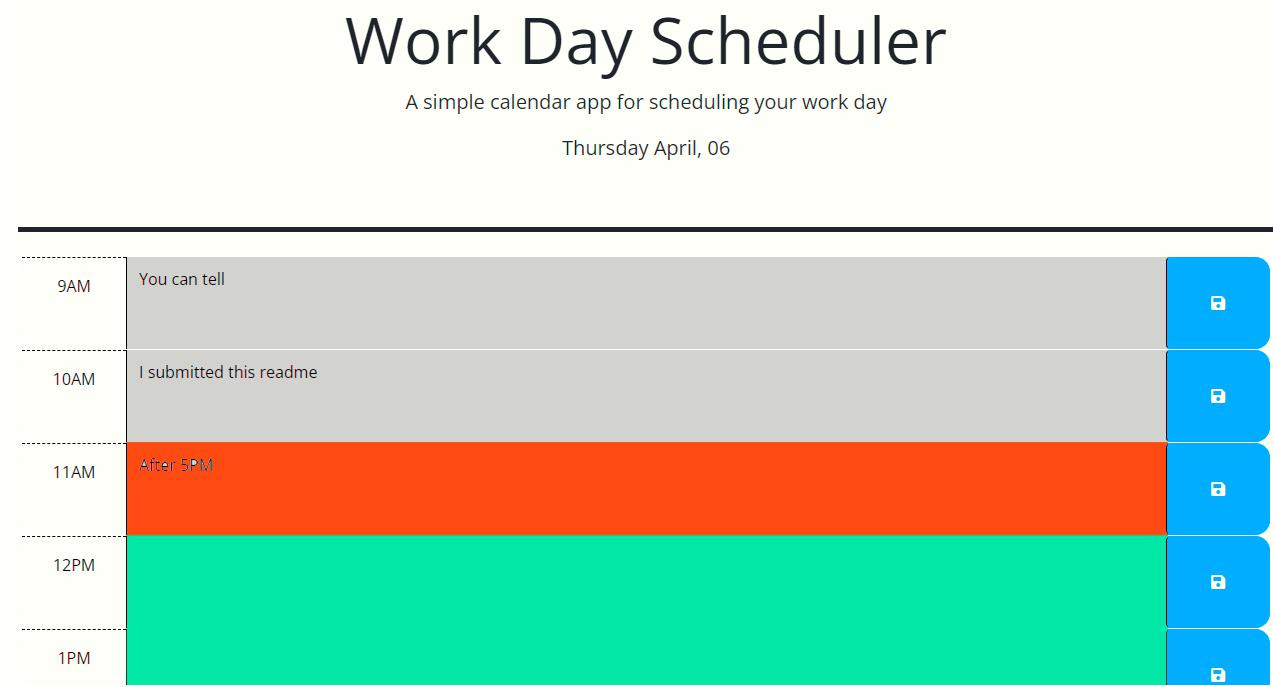 Work Day Scheduler
A simple calendar app for scheduling your work day
Thursday April, 06
9AM
You can tell
10AM
I submitted this readme
11AM
After 5PM
12PM
1PM